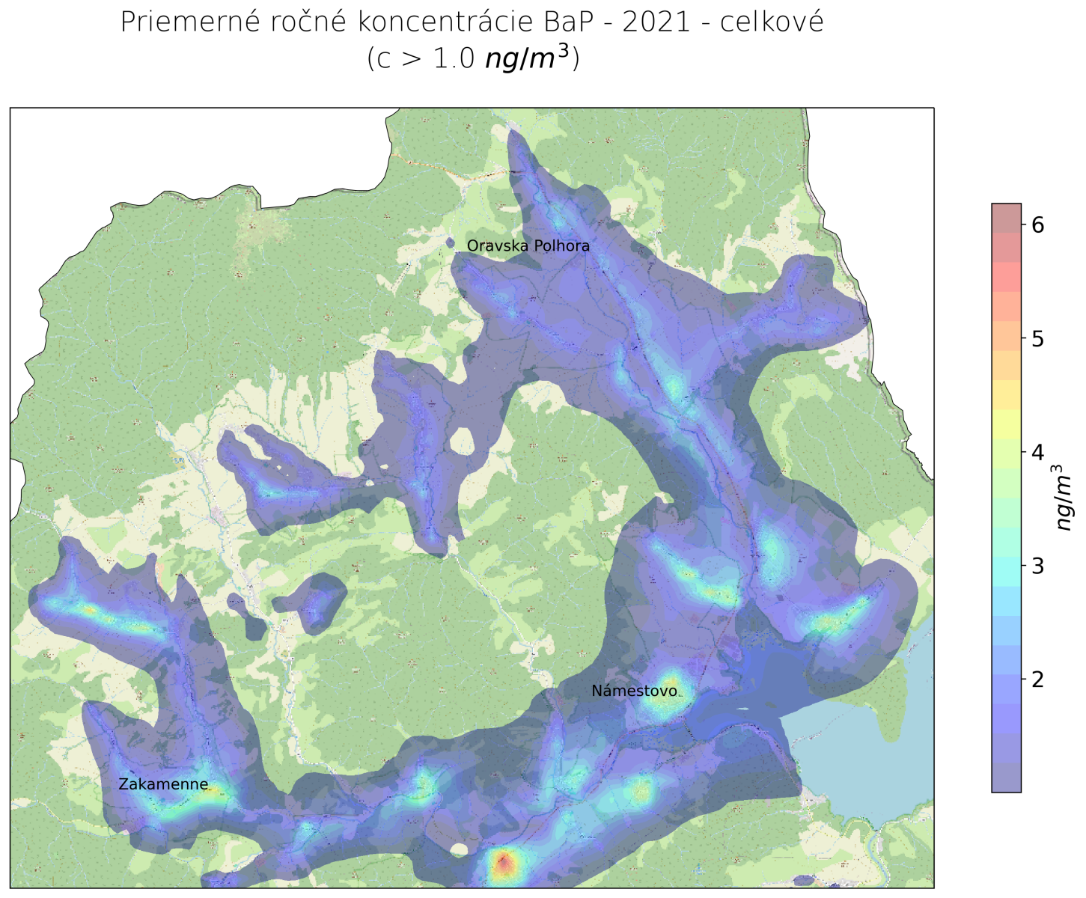 Priemerné ročné koncentrácie BaP - 2021 - celkové
(c > 1.0 ng/m³)
Oravska Polhora
Námestovo
Zakamenne
6
5
4
3
2
ng/m³